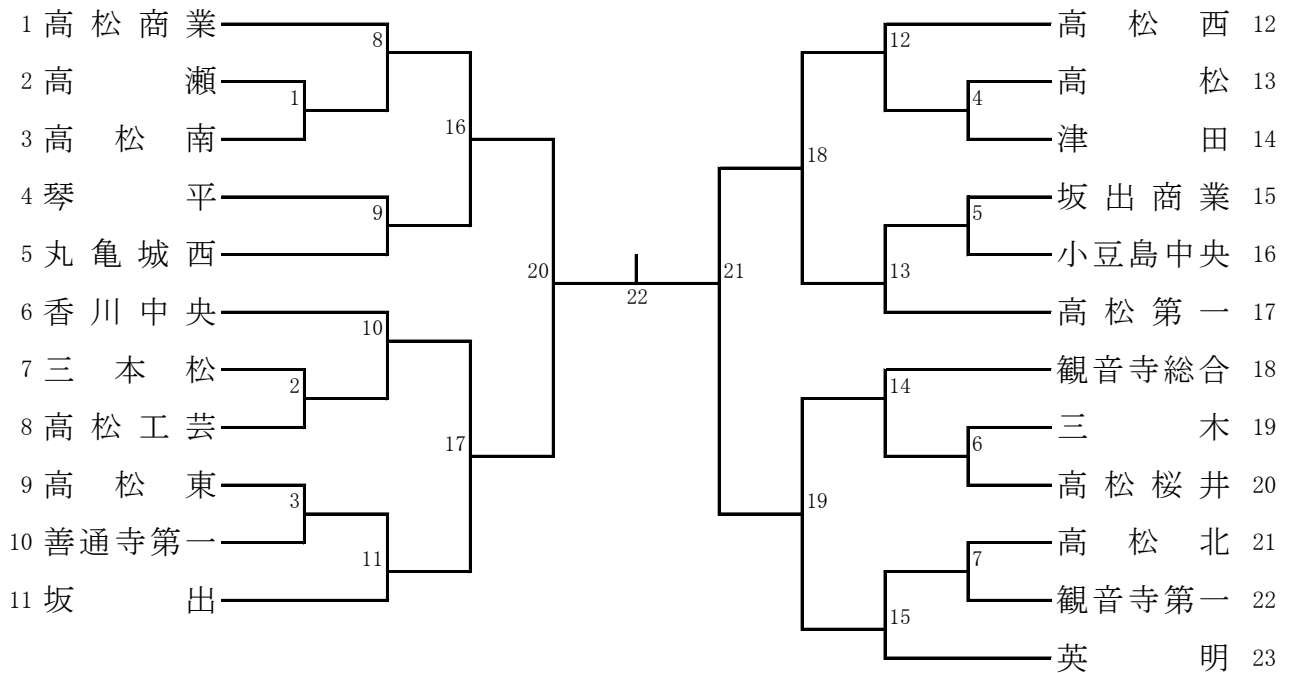 1 高松商業
2 高瀬
3 高松南
4 琴平
5 丸亀城西
6 香川中央
7 三本松
8 高松工芸
9 高松東
10 善通寺第一
11 坂出
8
1
16
9
20
10
2
17
3
11
22
高松西 12
高松 13
津田 14
坂出商業 15
小豆島中央 16
高松第一 17
観音寺総合 18
三木 19
高松桜井 20
高松北 21
観音寺第一 22
英明 23
12
4
18
5
13
21
14
6
19
7
15